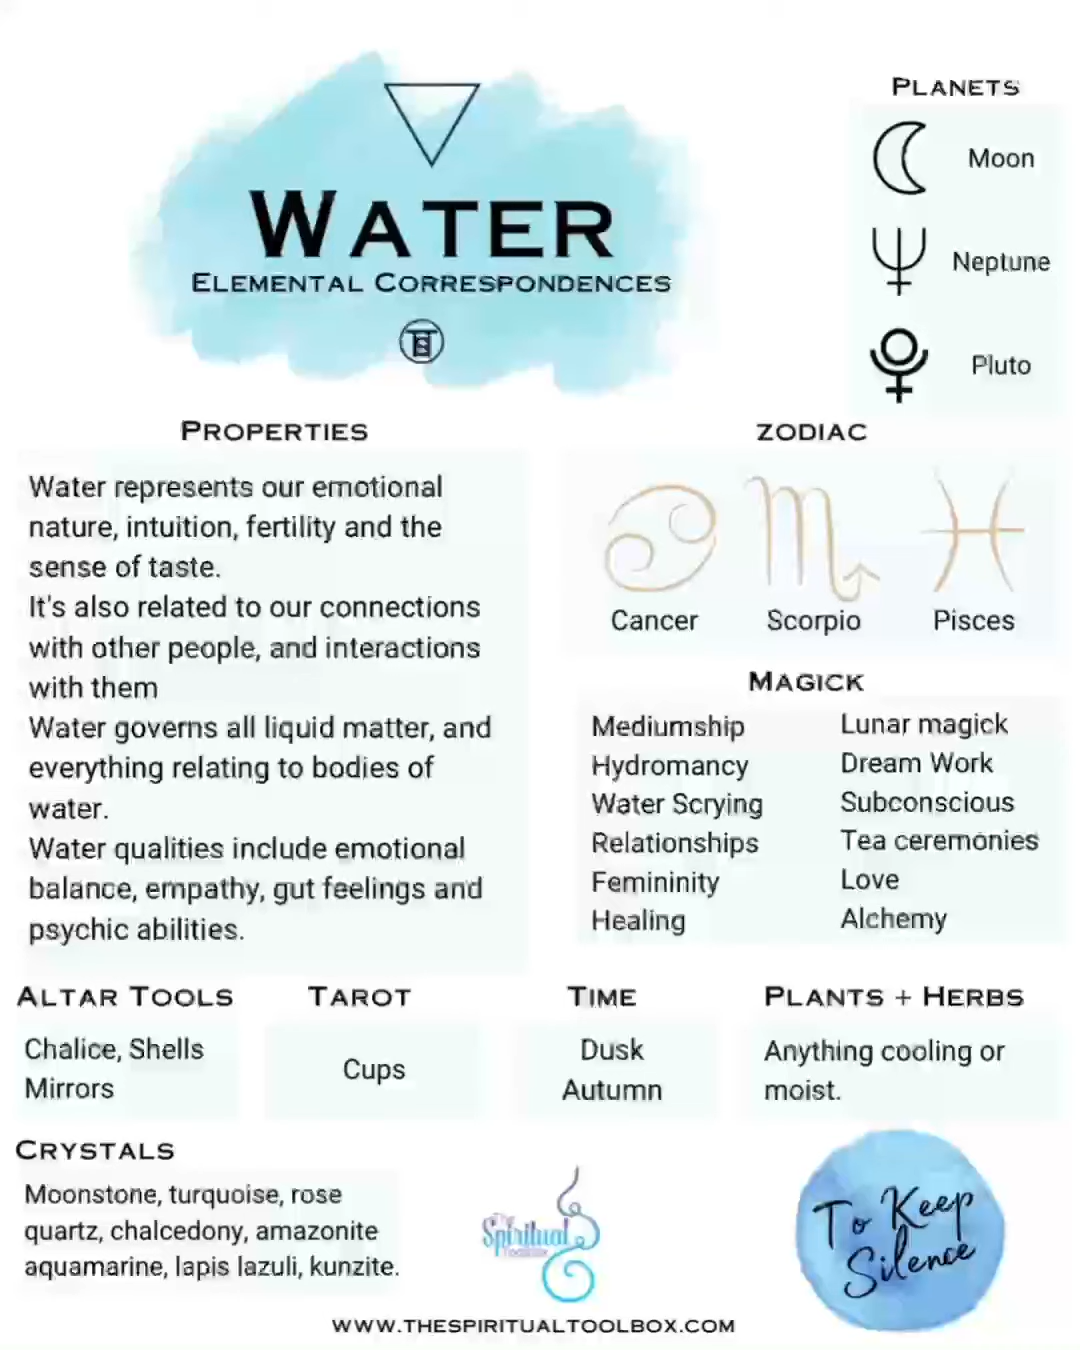 WATER
ELEMENTAL CORRESPONDENCES
PLANETS
Moon
Neptune
Pluto
PROPERTIES
Water represents our emotional
nature, intuition, fertility and the
sense of taste.
It's also related to our connections
with other people, and interactions
with them
Water governs all liquid matter, and
everything relating to bodies of
water.
Water qualities include emotional
balance, empathy, gut feelings and
psychic abilities.
ZODIAC
Cancer Scorpio Pisces
MAGICK
Mediumship
Hydromancy
Water Scrying
Relationships
Femininity
Healing
Lunar magick
Dream Work
Subconscious
Tea ceremonies
Love
Alchemy
ALTAR TOOLS
Chalice, Shells
Mirrors
TAROT
Cups
TIME
Dusk
Autumn
PLANTS + HERBS
Anything cooling or
moist.
CRYSTALS
Moonstone, turquoise, rose
quartz, chalcedony, amazonite
aquamarine, lapis lazuli, kunzite.
Spiritual
To Keep
Silence
WWW.THESPIRITUALTOOLBOX.COM